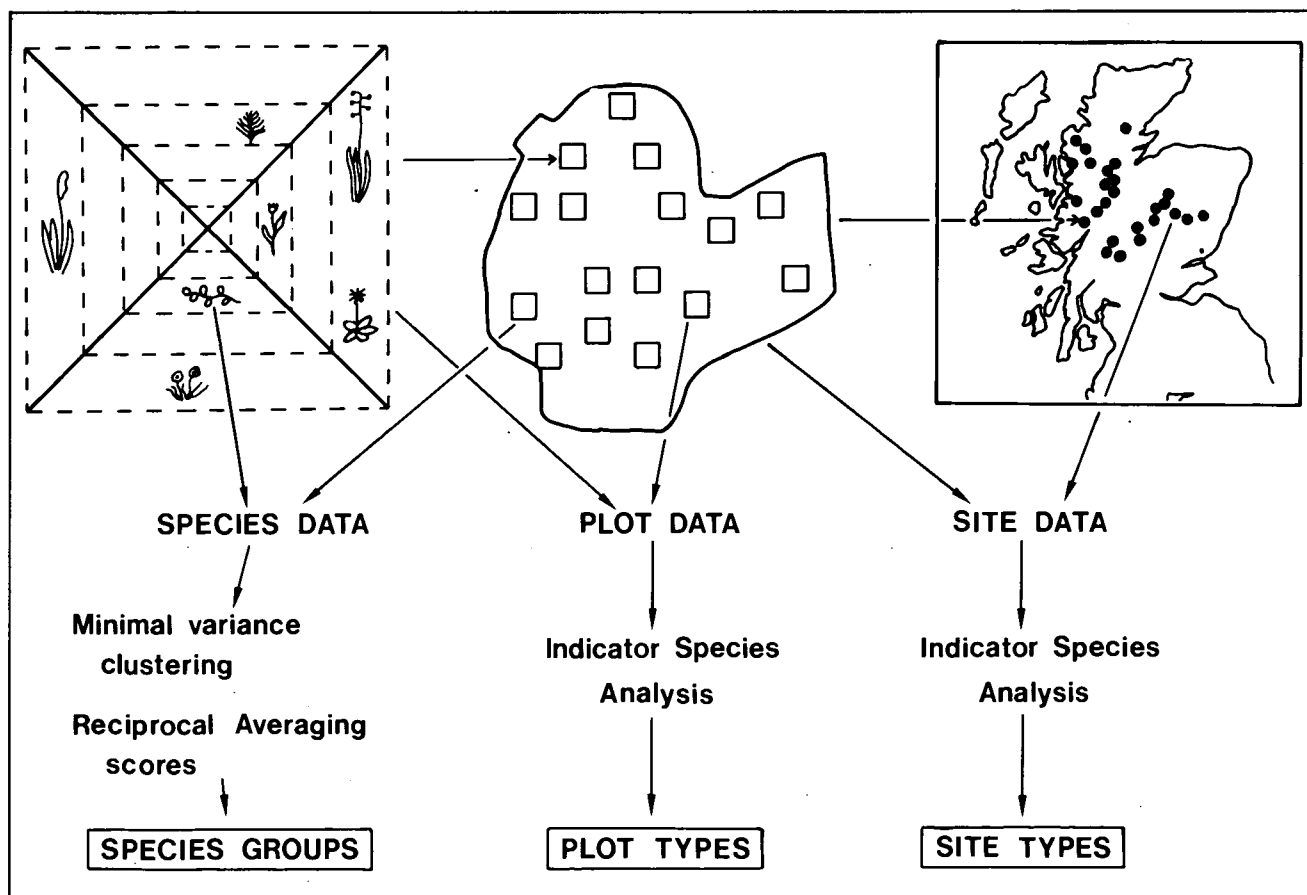 SPECIES DATA
PLOT DATA
SITE DATA
Minimal variance
clustering
Reciprocal Averaging
scores
Indicator Species
Analysis
Indicator Species
Analysis
SPECIES GROUPS
PLOT TYPES
SITE TYPES